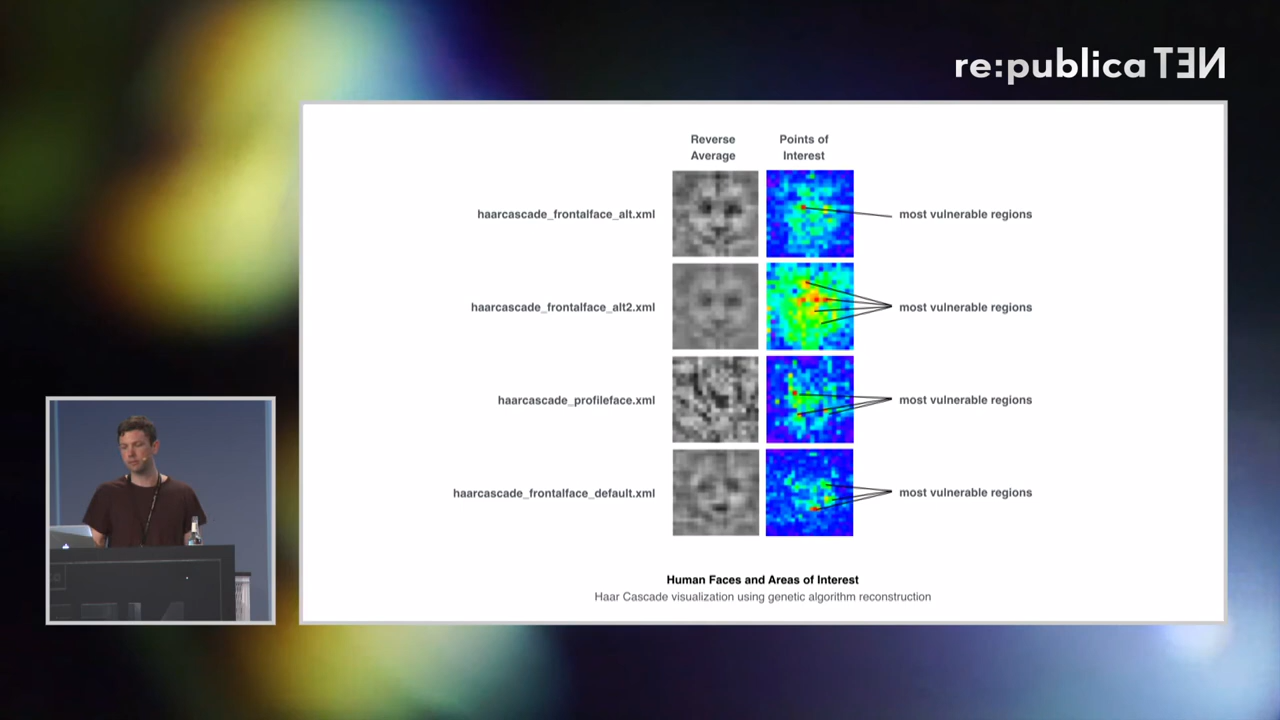 re:publica TEN
Reverse Average
Points of Interest
haarcascade_frontalface_alt.xml
most vulnerable regions
haarcascade_frontalface_alt2.xml
most vulnerable regions
haarcascade_profileface.xml
most vulnerable regions
haarcascade_frontalface_default.xml
most vulnerable regions
Human Faces and Areas of Interest
Haar Cascade visualization using genetic algorithm reconstruction